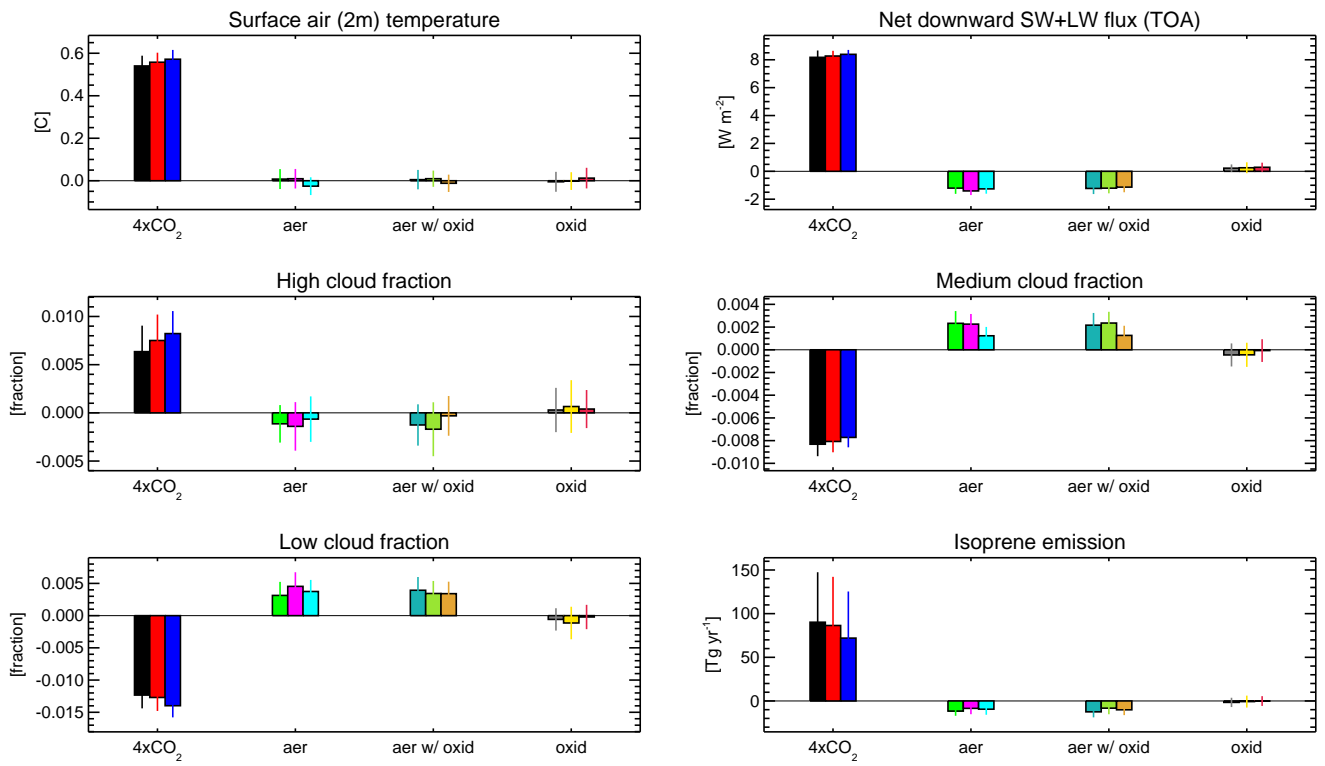 Surface air (2m) temperature
0.6
0.4
0.2
0.0
[C]
4xCO2 aer aer w/ oxid oxid
Net downward SW+LW flux (TOA)
8
6
4
2
0
-2
[W m-2]
4xCO2 aer aer w/ oxid oxid
High cloud fraction
0.010
0.005
0.000
-0.005
[fraction]
4xCO2 aer aer w/ oxid oxid
Medium cloud fraction
0.004
0.002
0.000
-0.002
-0.004
-0.006
-0.008
-0.010
[fraction]
4xCO2 aer aer w/ oxid oxid
Low cloud fraction
0.005
0.000
-0.005
-0.010
-0.015
[fraction]
4xCO2 aer aer w/ oxid oxid
Isoprene emission
150
100
50
0
[Tg yr-1]
4xCO2 aer aer w/ oxid oxid